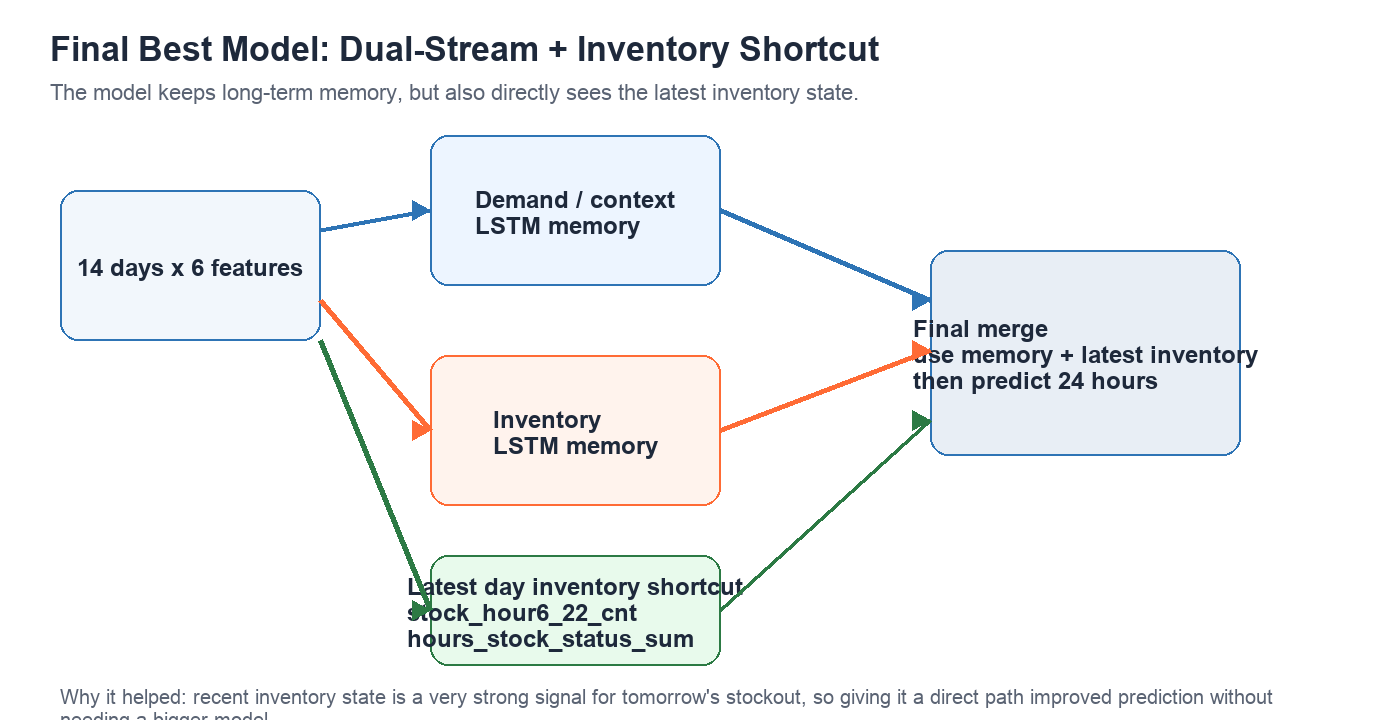 Final Best Model: Dual-Stream + Inventory Shortcut
The model keeps long-term memory, but also directly sees the latest inventory state.
Demand / context
LSTM memory
14 days x 6 features
Final merge
use memory + latest inventory
then predict 24 hours
Inventory
LSTM memory
Latest day inventory shortcut
stock_hour6_22_cnt
hours_stock_status_sum
Why it helped: recent inventory state is a very strong signal for tomorrow's stockout, so giving it a direct path improved prediction without
needing a bigger model.